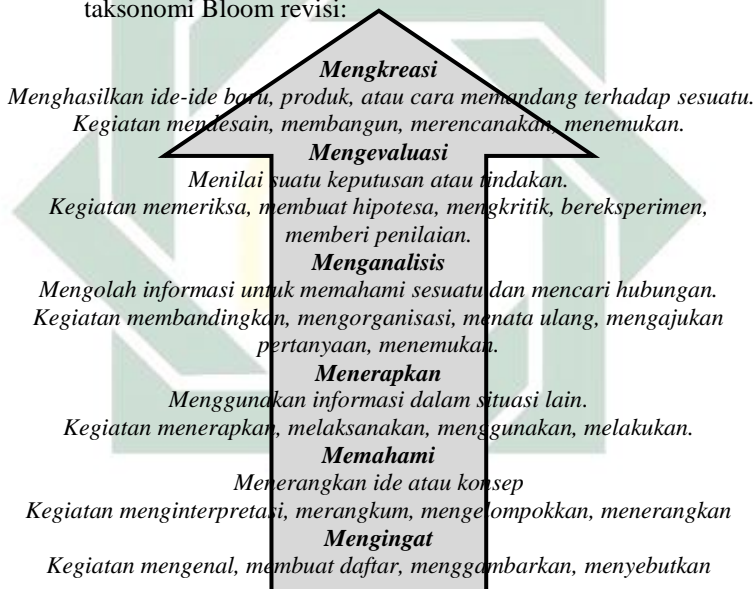 taksonomi Bloom revisi:
Mengkreasi
Menghasilkan ide-ide baru, produk, atau cara memandang terhadap sesuatu.
Kegiatan mendesain, membangun, merencanakan, menemukan.
Mengevaluasi
Menilai suatu keputusan atau tindakan.
Kegiatan memeriksa, membuat hipotesa, mengkritik, bereksperimen,
memberi penilaian.
Menganalisis
Mengolah informasi untuk memahami sesuatu dan mencari hubungan.
Kegiatan membandingkan, mengorganisasi, menata ulang, mengajukan
pertanyaan, menemukan.
Menerapkan
Menggunakan informasi dalam situasi lain.
Kegiatan menerapkan, melaksanakan, menggunakan, melakukan.
Memahami
Menerangkan ide atau konsep
Kegiatan menginterpretasi, merangkum, mengelompokkan, menerangkan
Mengingat
Kegiatan mengenal, membuat daftar, menggambarkan, menyebutkan